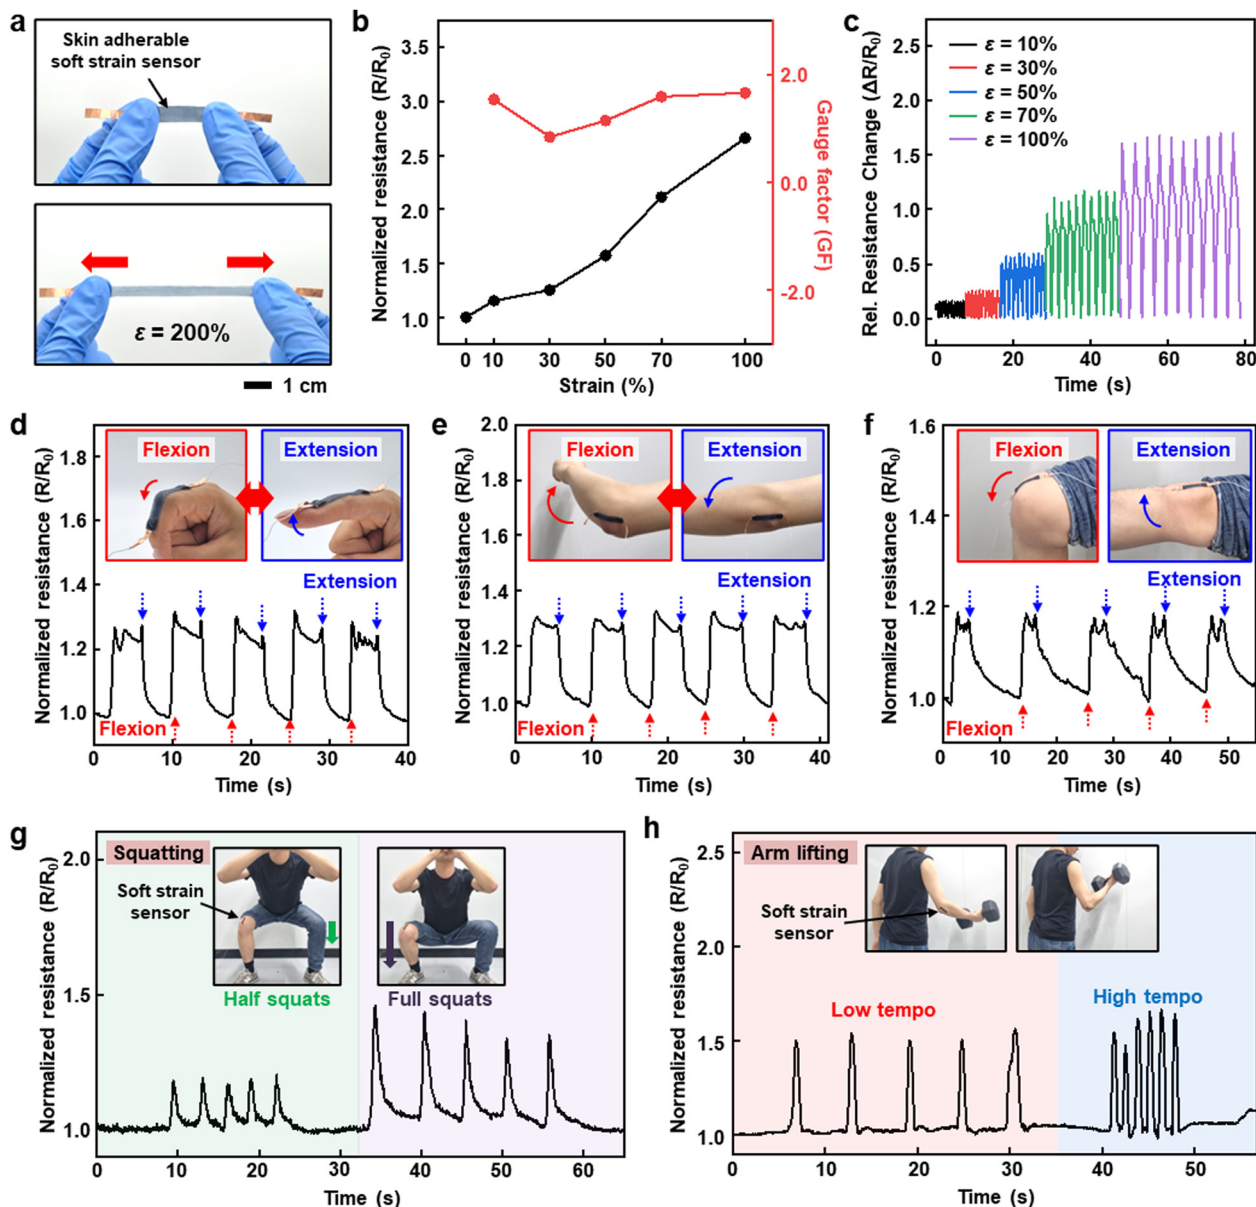 a
Skin adherable
soft strain sensor
ε = 200%
1 cm
b
Normalized resistance (R/R₀)
3.5
3.0
2.5
2.0
1.5
1.0
0 10 30 50 70 100
Strain (%)
2.0
0.0
-2.0
Gauge factor (GF)
c
Rel. Resistance Change (ΔR/R₀)
2.5
2.0
1.5
1.0
0.5
0.0
ε = 10%
ε = 30%
ε = 50%
ε = 70%
ε = 100%
0 20 40 60 80
Time (s)
d
Normalized resistance (R/R₀)
1.8
1.6
1.4
1.2
1.0
Flexion
Extension
Extension
Flexion
0 10 20 30 40
Time (s)
e
Normalized resistance (R/R₀)
2.0
1.8
1.6
1.4
1.2
1.0
Flexion
Extension
Extension
Flexion
0 10 20 30 40
Time (s)
f
Normalized resistance (R/R₀)
1.6
1.4
1.2
1.0
Flexion
Extension
Extension
Flexion
0 10 20 30 40 50
Time (s)
g
Normalized resistance (R/R₀)
2.0
1.5
1.0
Squatting
Soft strain
sensor
Half squats
Full squats
0 10 20 30 40 50 60
Time (s)
h
Normalized resistance (R/R₀)
2.5
2.0
1.5
1.0
Arm lifting
Soft strain
sensor
Low tempo
High tempo
0 10 20 30 40 50
Time (s)